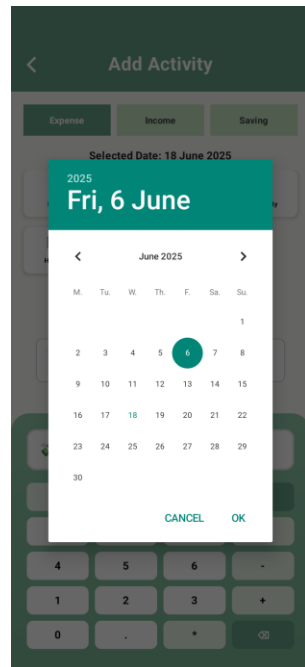 Add Activity
Expense Income Saving
Selected Date: 18 June 2025
2025
Fri, 6 June
June 2025
M. Tu. W. Th. F. Sa. Su.
1
2 3 4 5 6 7 8
9 10 11 12 13 14 15
16 17 18 19 20 21 22
23 24 25 26 27 28 29
30
CANCEL OK
4 5 6 -
1 2 3 +
0 . *